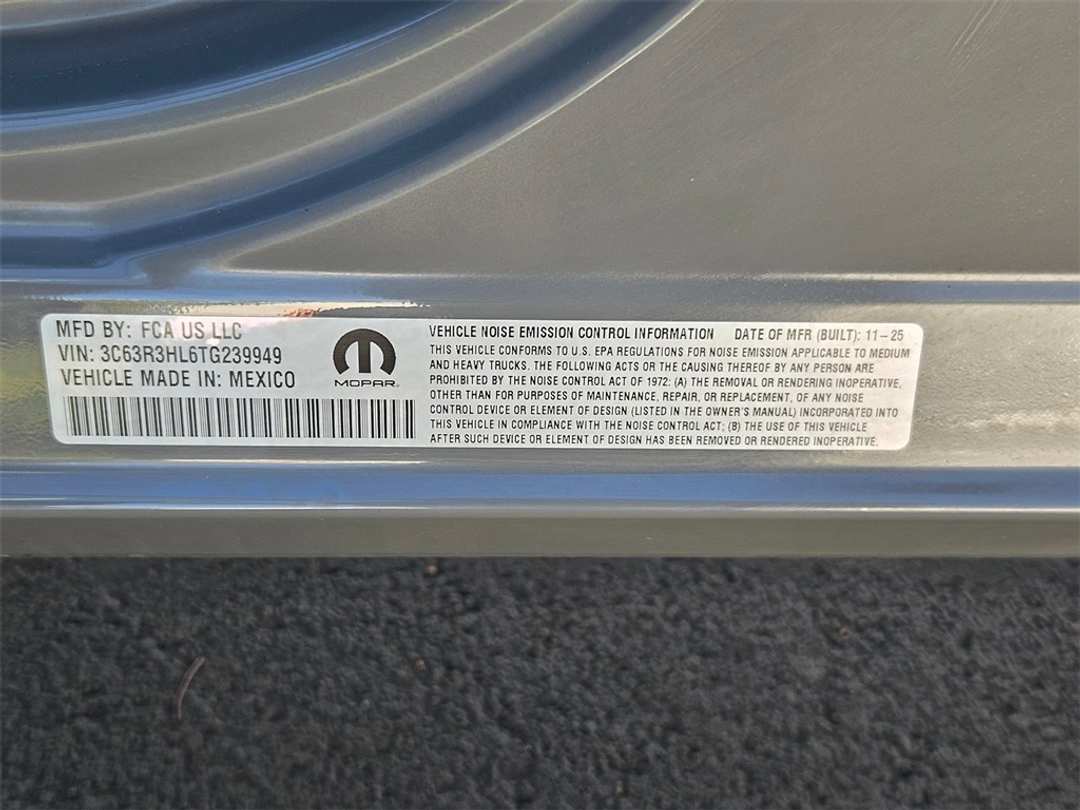 MFD BY: FCA US LLC
VIN: 3C63R3HL6TG239949
VEHICLE MADE IN: MEXICO
MOPAR
VEHICLE NOISE EMISSION CONTROL INFORMATION DATE OF MFR (BUILT): 11-25
THIS VEHICLE CONFORMS TO U.S. EPA REGULATIONS FOR NOISE EMISSION APPLICABLE TO MEDIUM
AND HEAVY TRUCKS. THE FOLLOWING ACTS OR THE CAUSING THEREOF BY ANY PERSON ARE
PROHIBITED BY THE NOISE CONTROL ACT OF 1972: (A) THE REMOVAL OR RENDERING INOPERATIVE,
OTHER THAN FOR PURPOSES OF MAINTENANCE, REPAIR, OR REPLACEMENT, OF ANY NOISE
CONTROL DEVICE OR ELEMENT OF DESIGN (LISTED IN THE OWNER'S MANUAL) INCORPORATED INTO
THIS VEHICLE IN COMPLIANCE WITH THE NOISE CONTROL ACT; (B) THE USE OF THIS VEHICLE
AFTER SUCH DEVICE OR ELEMENT OF DESIGN HAS BEEN REMOVED OR RENDERED INOPERATIVE.